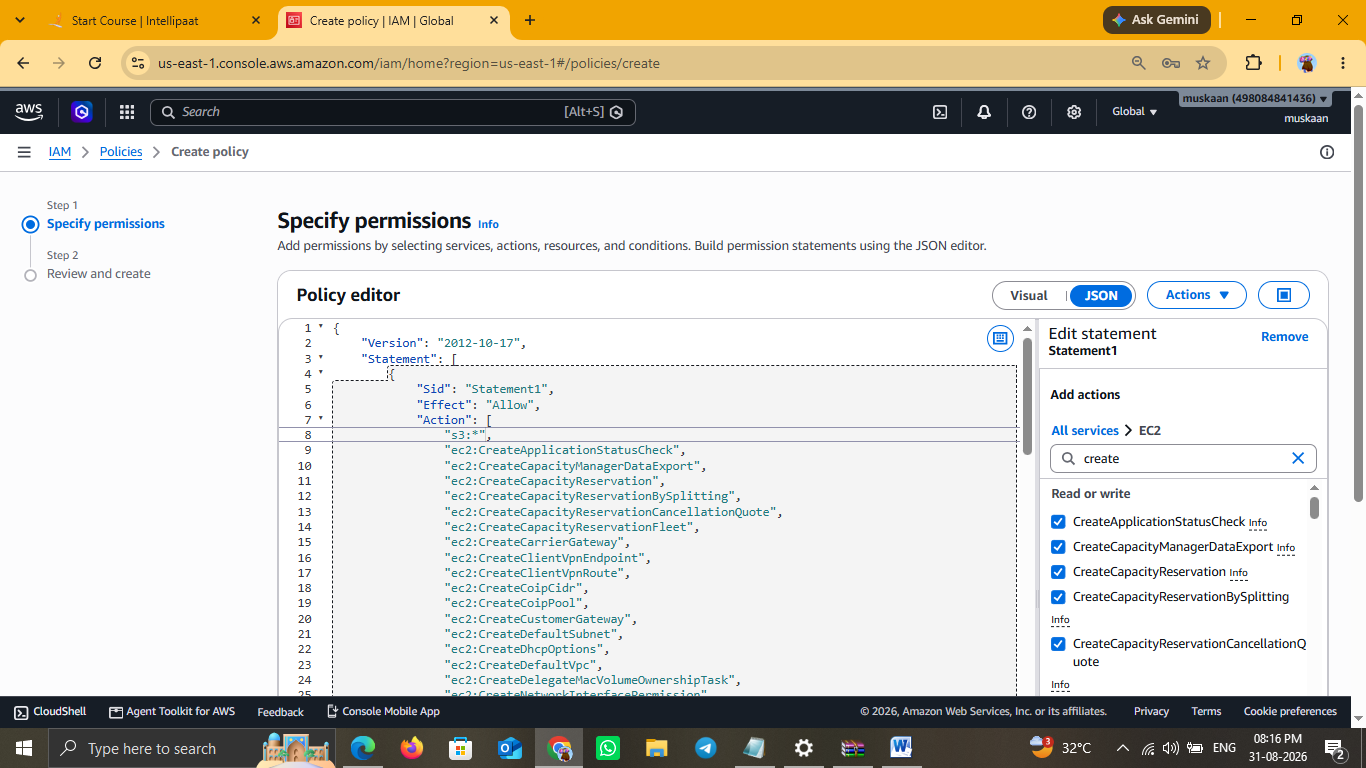 Start Course | Intellipaat
Create policy | IAM | Global
Ask Gemini
us-east-1.console.aws.amazon.com/iam/home?region=us-east-1#/policies/create
aws
Search
[Alt+S]
Global
muskaan (498084841436)
muskaan
IAM
Policies
Create policy
Step 1
Specify permissions
Step 2
Review and create
Specify permissions Info
Add permissions by selecting services, actions, resources, and conditions. Build permission statements using the JSON editor.
Policy editor
Visual
JSON
Actions
1 {
2 "Version": "2012-10-17",
3 "Statement": [
4 {
5 "Sid": "Statement1",
6 "Effect": "Allow",
7 "Action": [
8 "s3:*",
9 "ec2:CreateApplicationStatusCheck",
10 "ec2:CreateCapacityManagerDataExport",
11 "ec2:CreateCapacityReservation",
12 "ec2:CreateCapacityReservationBySplitting",
13 "ec2:CreateCapacityReservationCancellationQuote",
14 "ec2:CreateCapacityReservationFleet",
15 "ec2:CreateCarrierGateway",
16 "ec2:CreateClientVpnEndpoint",
17 "ec2:CreateClientVpnRoute",
18 "ec2:CreateCoipCidr",
19 "ec2:CreateCoipPool",
20 "ec2:CreateCustomerGateway",
21 "ec2:CreateDefaultSubnet",
22 "ec2:CreateDhcpOptions",
23 "ec2:CreateDefaultVpc",
24 "ec2:CreateDelegateMacVolumeOwnershipTask",
25 "ec2:CreateNetworkInterfacePermission"
Edit statement
Statement1
Remove
Add actions
All services
EC2
create
Read or write
CreateApplicationStatusCheck Info
CreateCapacityManagerDataExport Info
CreateCapacityReservation Info
CreateCapacityReservationBySplitting
Info
CreateCapacityReservationCancellationQ
uote
Info
CloudShell
Agent Toolkit for AWS
Feedback
Console Mobile App
© 2026, Amazon Web Services, Inc. or its affiliates.
Privacy
Terms
Cookie preferences
Type here to search
3
32°C
ENG
08:16 PM
31-08-2026
2